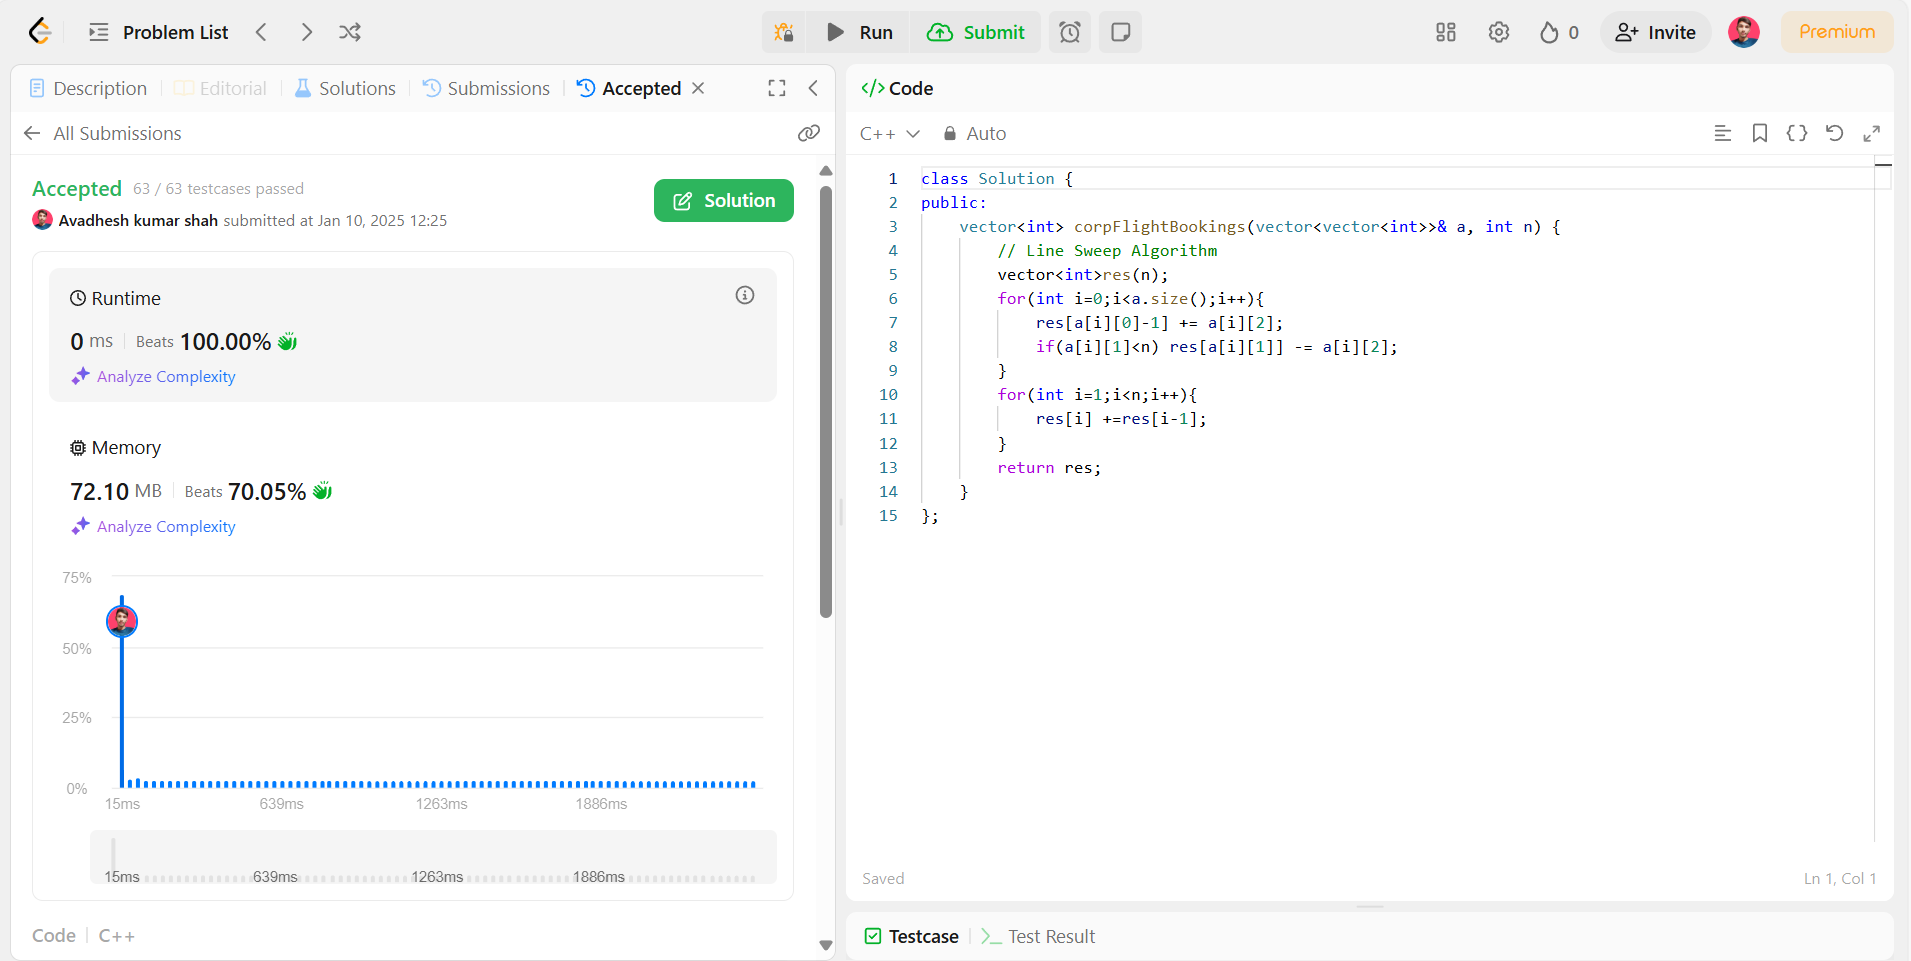 Problem List
Run
Submit
0
Invite
Premium
Description
Editorial
Solutions
Submissions
Accepted
All Submissions
Accepted 63 / 63 testcases passed
Avadhesh kumar shah submitted at Jan 10, 2025 12:25
Solution
Runtime
0 ms Beats 100.00%
Analyze Complexity
Memory
72.10 MB Beats 70.05%
Analyze Complexity
75%
50%
25%
0%
15ms 639ms 1263ms 1886ms
15ms 639ms 1263ms 1886ms
Code C++
</> Code
C++ Auto
1 class Solution {
2 public:
3 vector<int> corpFlightBookings(vector<vector<int>>& a, int n) {
4 // Line Sweep Algorithm
5 vector<int>res(n);
6 for(int i=0;i<a.size();i++){
7 res[a[i][0]-1] += a[i][2];
8 if(a[i][1]<n) res[a[i][1]] -= a[i][2];
9 }
10 for(int i=1;i<n;i++){
11 res[i] +=res[i-1];
12 }
13 return res;
14 }
15 };
Saved
Ln 1, Col 1
Testcase
Test Result